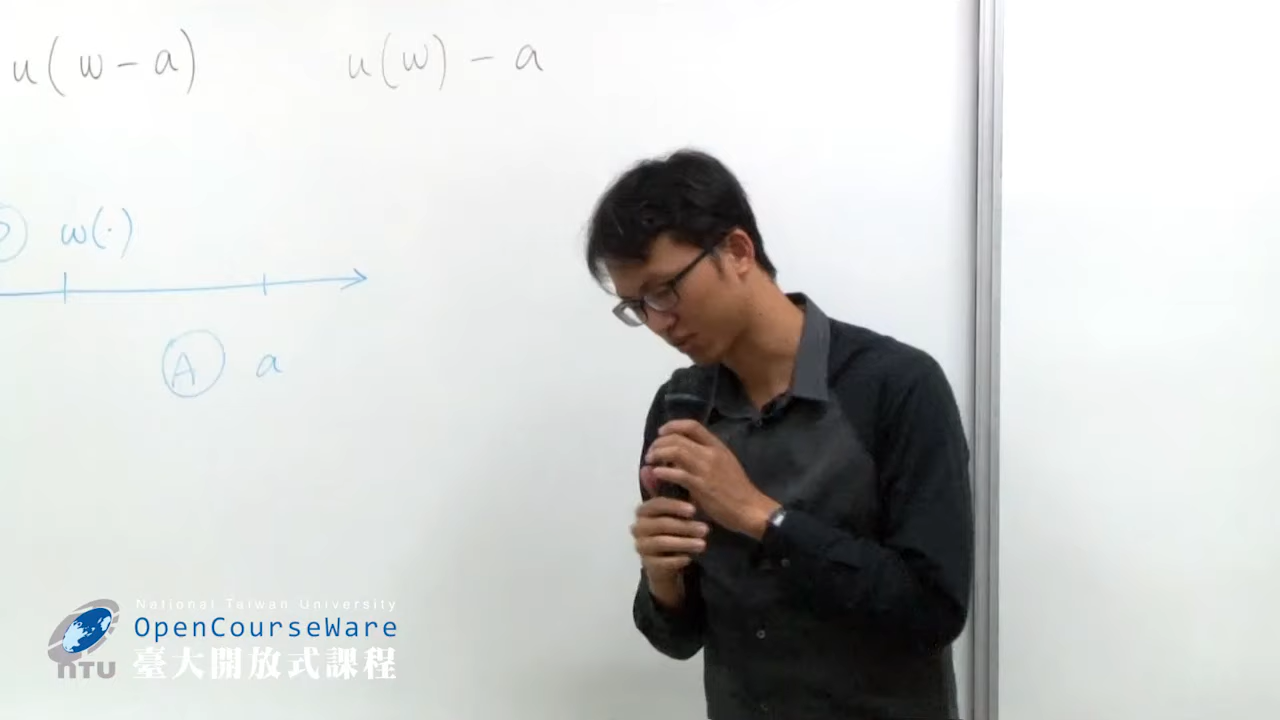 u(w-a) u(w)-a
w(·)
A a
National Taiwan University
OpenCourseWare
臺大開放式課程
NTU